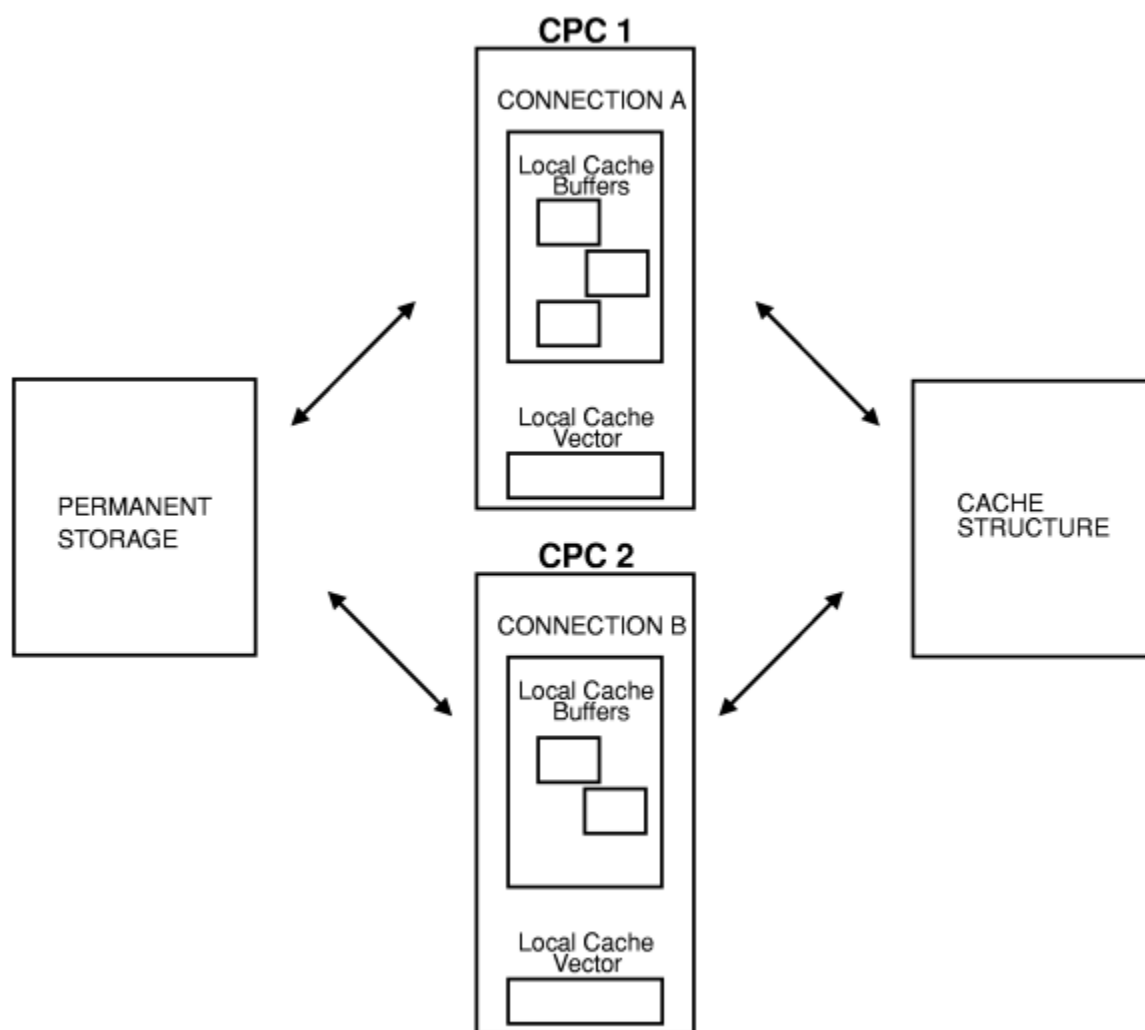 CPC 1
CONNECTION A
Local Cache
Buffers
Local Cache
Vector
PERMANENT
STORAGE
CACHE
STRUCTURE
CPC 2
CONNECTION B
Local Cache
Buffers
Local Cache
Vector